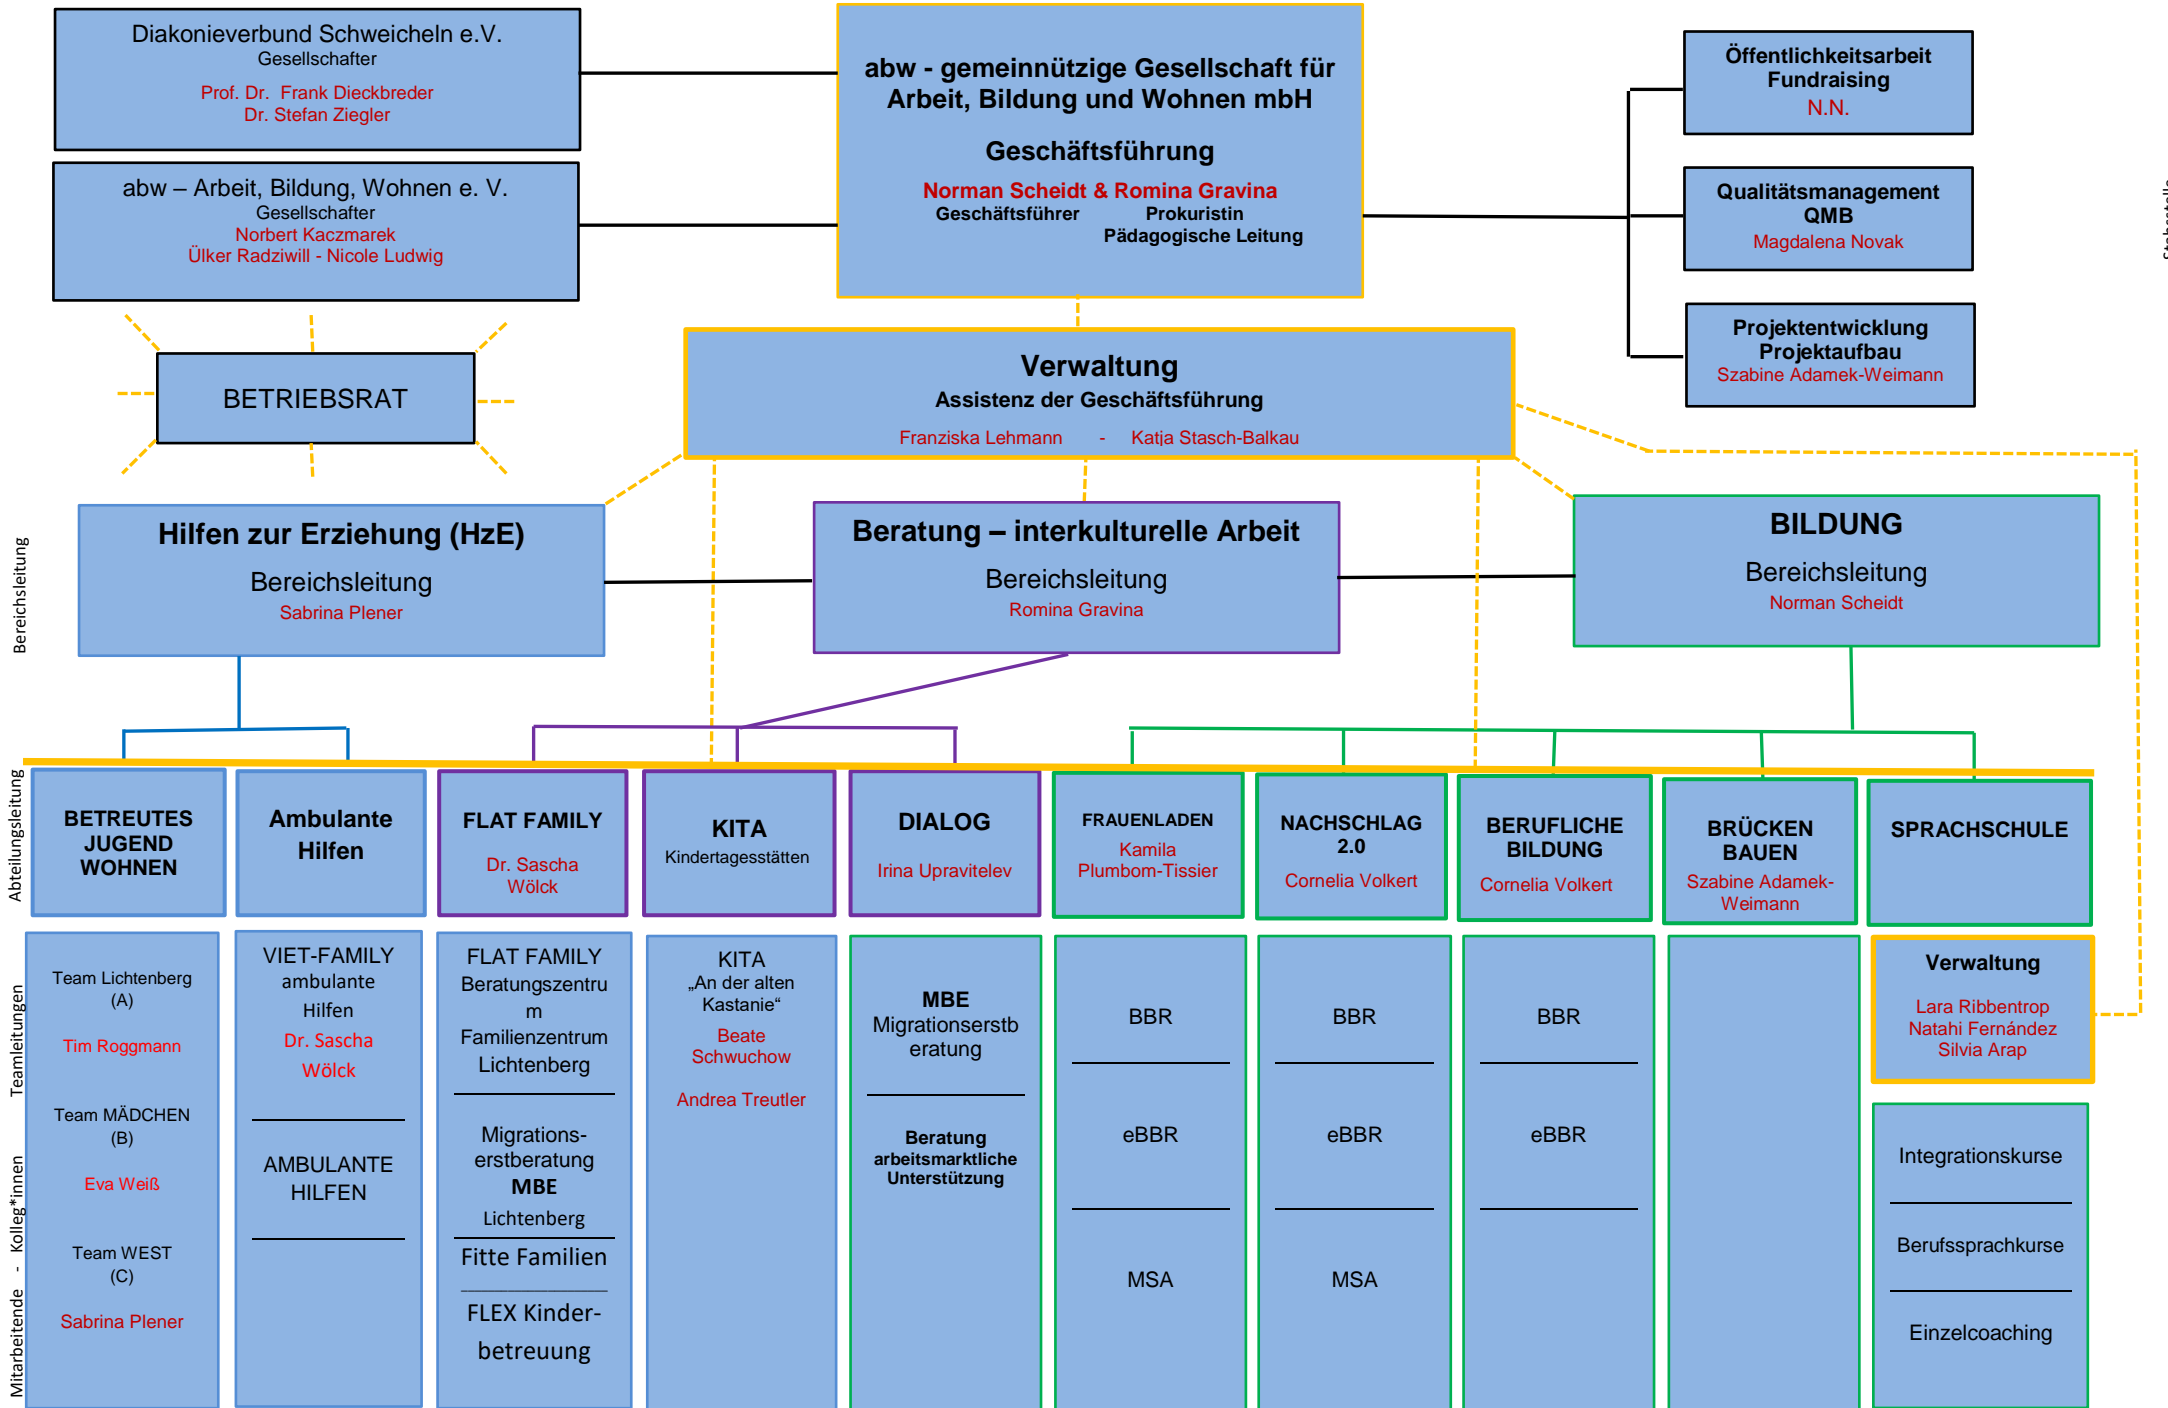 Diakonieverbund Schweicheln e.V.
Gesellschafter
Prof. Dr. Frank Dieckbreder
Dr. Stefan Ziegler
abw – Arbeit, Bildung, Wohnen e. V.
Gesellschafter
Norbert Kaczmarek
Ülker Radziwill - Nicole Ludwig
abw - gemeinnützige Gesellschaft für
Arbeit, Bildung und Wohnen mbH
Geschäftsführung
Norman Scheidt & Romina Gravina
Geschäftsführer Prokuristin
Pädagogische Leitung
Öffentlichkeitsarbeit
Fundraising
N.N.
Qualitätsmanagement
QMB
Magdalena Novak
Projektentwicklung
Projektaufbau
Szabine Adamek-Weimann
BETRIEBSRAT
Verwaltung
Assistenz der Geschäftsführung
Franziska Lehmann - Katja Stasch-Balkau
Bereichsleitung
Hilfen zur Erziehung (HzE)
Bereichsleitung
Sabrina Plener
Beratung – interkulturelle Arbeit
Bereichsleitung
Romina Gravina
BILDUNG
Bereichsleitung
Norman Scheidt
Abteilungsleitung
BETREUTES
JUGEND
WOHNEN
Ambulante
Hilfen
FLAT FAMILY
Dr. Sascha
Wölck
KITA
Kindertagesstätten
DIALOG
Irina Upravitelev
FRAUENLADEN
Kamila
Plumbom-Tissier
NACHSCHLAG
2.0
Cornelia Volkert
BERUFLICHE
BILDUNG
Cornelia Volkert
BRÜCKEN
BAUEN
Szabine Adamek-
Weimann
SPRACHSCHULE
Mitarbeitende - Kolleg*innen Teamleitungen
Team Lichtenberg
(A)
Tim Roggmann
Team MÄDCHEN
(B)
Eva Weiß
Team WEST
(C)
Sabrina Plener
VIET-FAMILY
ambulante
Hilfen
Dr. Sascha
Wölck
AMBULANTE
HILFEN
FLAT FAMILY
Beratungszentru
m
Familienzentrum
Lichtenberg
Migrations-
erstberatung
MBE
Lichtenberg
Fitte Familien
FLEX Kinder-
betreuung
KITA
„An der alten
Kastanie“
Beate
Schwuchow
Andrea Treutler
MBE
Migrationserstb
eratung
Beratung
arbeitsmarktliche
Unterstützung
BBR
eBBR
MSA
BBR
eBBR
MSA
BBR
eBBR
Verwaltung
Lara Ribbentrop
Natahi Fernández
Silvia Arap
Integrationskurse
Berufssprachkurse
Einzelcoaching